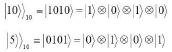 |10⟩₁₀ = |1010⟩ = |1⟩⊗|0⟩⊗|1⟩⊗|0⟩
|5⟩₁₀ = |0101⟩ = |0⟩⊗|1⟩⊗|0⟩⊗|1⟩